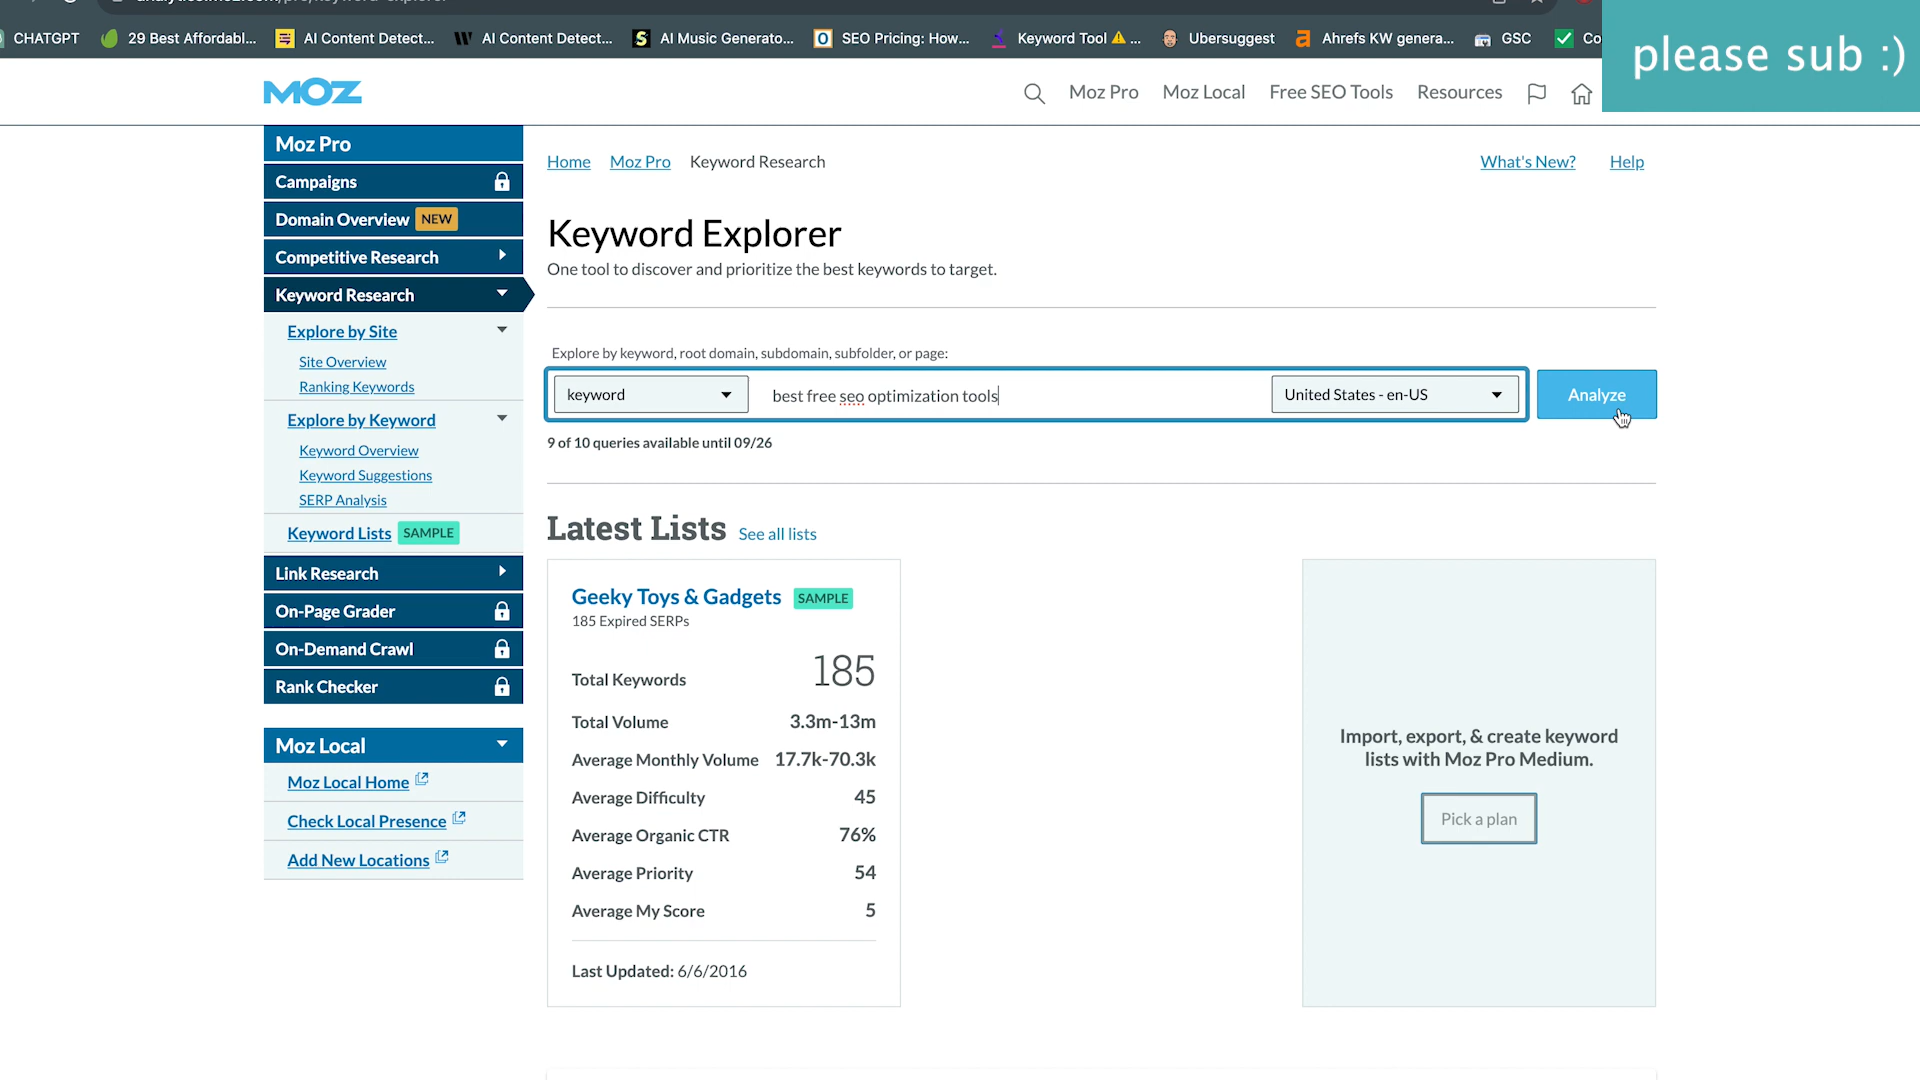 CHATGPT
29 Best Affordabl...
AI Content Detect...
AI Content Detect...
AI Music Generato...
SEO Pricing: How...
Keyword Tool ...
Ubersuggest
Ahrefs KW genera...
GSC
Co
please sub :)
MOZ
Moz Pro
Moz Local
Free SEO Tools
Resources
Moz Pro
Campaigns
Domain Overview NEW
Competitive Research
Keyword Research
Explore by Site
Site Overview
Ranking Keywords
Explore by Keyword
Keyword Overview
Keyword Suggestions
SERP Analysis
Keyword Lists SAMPLE
Link Research
On-Page Grader
On-Demand Crawl
Rank Checker
Moz Local
Moz Local Home
Check Local Presence
Add New Locations
Home Moz Pro Keyword Research
What's New? Help
Keyword Explorer
One tool to discover and prioritize the best keywords to target.
Explore by keyword, root domain, subdomain, subfolder, or page:
keyword best free seo optimization tools United States - en-US Analyze
9 of 10 queries available until 09/26
Latest Lists See all lists
Geeky Toys & Gadgets SAMPLE
185 Expired SERPs
Total Keywords 185
Total Volume 3.3m-13m
Average Monthly Volume 17.7k-70.3k
Average Difficulty 45
Average Organic CTR 76%
Average Priority 54
Average My Score 5
Last Updated: 6/6/2016
Import, export, & create keyword
lists with Moz Pro Medium.
Pick a plan